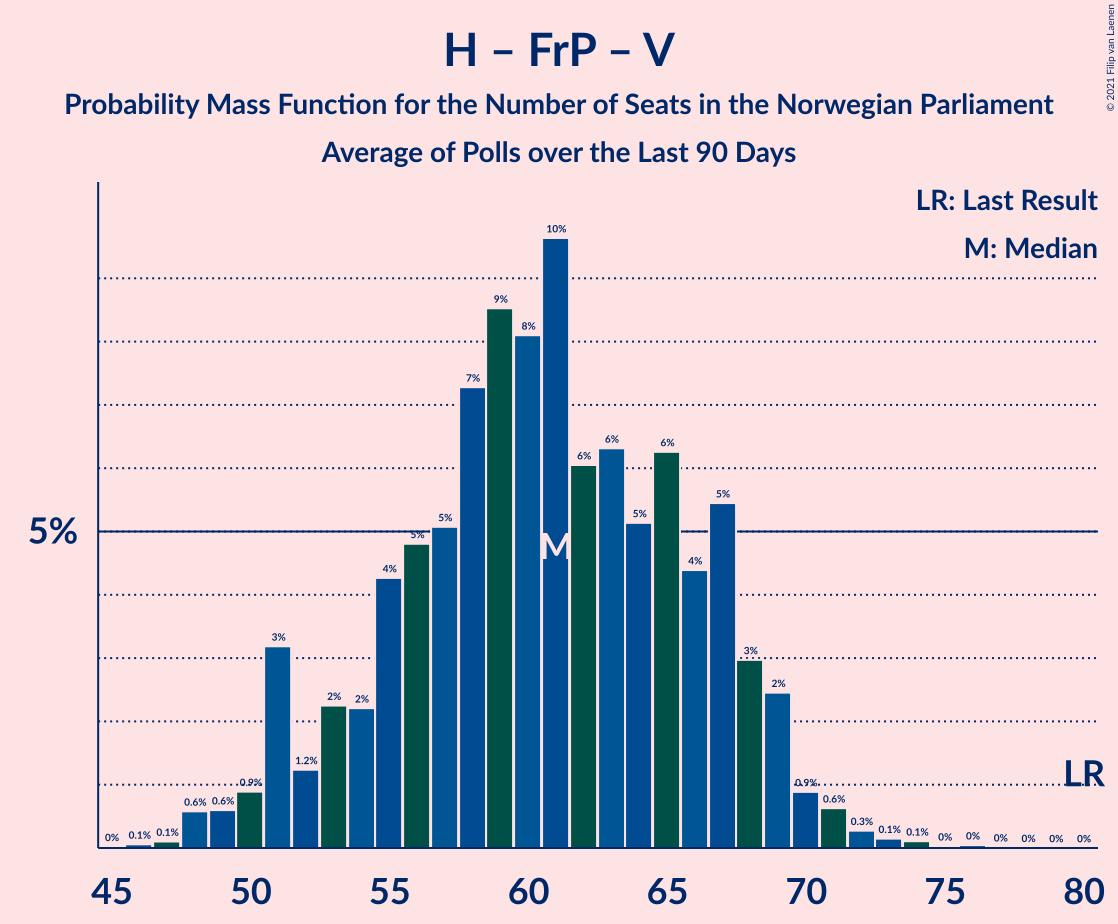 H – FrP – V
Probability Mass Function for the Number of Seats in the Norwegian Parliament
Average of Polls over the Last 90 Days
© 2021 Filip van Laenen
LR: Last Result
M: Median
5%
0% 0.1% 0.1% 0.6% 0.6% 0.9% 3% 1.2% 2% 2% 4% 5% 5% 7% 9% 8% 10% 6% 6% 5% 6% 4% 5% 3% 2% 0.9% 0.6% 0.3% 0.1% 0.1% 0% 0% 0% 0% 0% 0%
M
LR
45 50 55 60 65 70 75 80